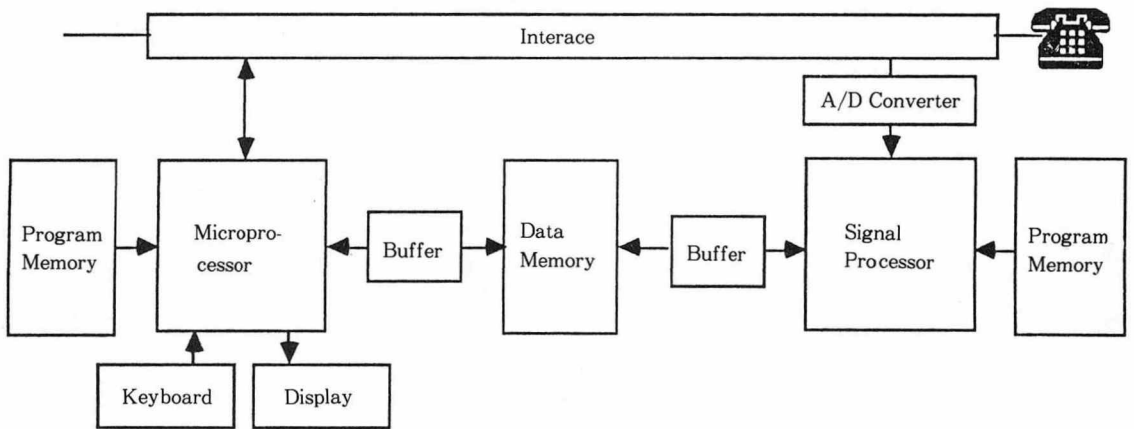 Interace
A/D Converter
Program
Memory
Micropro-
cessor
Buffer
Data
Memory
Buffer
Signal
Processor
Program
Memory
Keyboard
Display